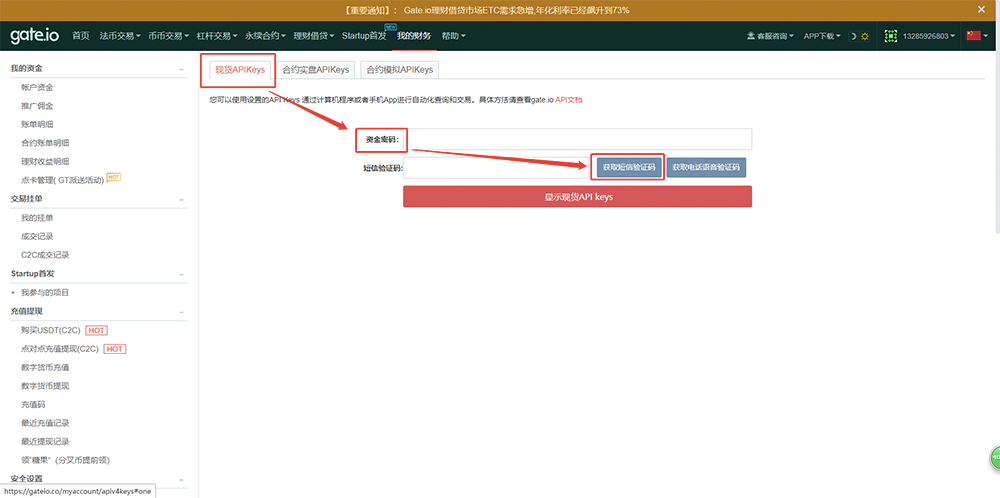 【重要通知】： Gate.io理财借贷市场ETC需求急增,年化利率已经飙升到73%
gate.io 首页 法币交易 币币交易 杠杆交易 永续合约 理财借贷 Startup首发 NEW 我的财务 帮助 客服咨询 APP下载 13285926803
我的资金
帐户资金
推广佣金
账单明细
合约账单明细
理财收益明细
点卡管理( GT派送活动) HOT
交易挂单
我的挂单
成交记录
C2C成交记录
Startup首发
我参与的项目
充值提现
购买USDT(C2C) HOT
点对点充值提现(C2C) HOT
数字货币充值
数字货币提现
充值码
最近充值记录
最近提现记录
领"糖果"（分叉币提前领）
安全设置
https://gateio.co/myaccount/apiv4keys#one
现货APIKeys 合约实盘APIKeys 合约模拟APIKeys
您可以使用设置的API Keys 通过计算机程序或者手机App进行自动化查询和交易。具体方法请查看gate.io API文档
资金密码:
短信验证码: 获取短信验证码 获取电话语音验证码
显示现货API keys